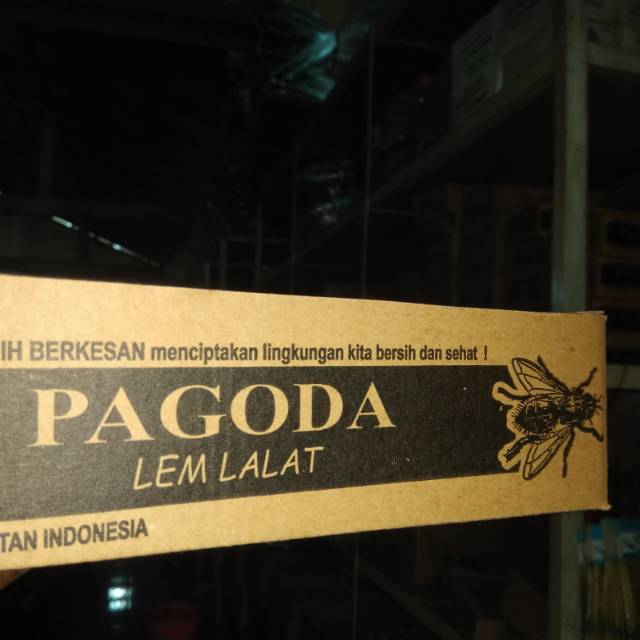 IH BERKESAN menciptakan lingkungan kita bersih dan sehat !
PAGODA
LEM LALAT
TAN INDONESIA